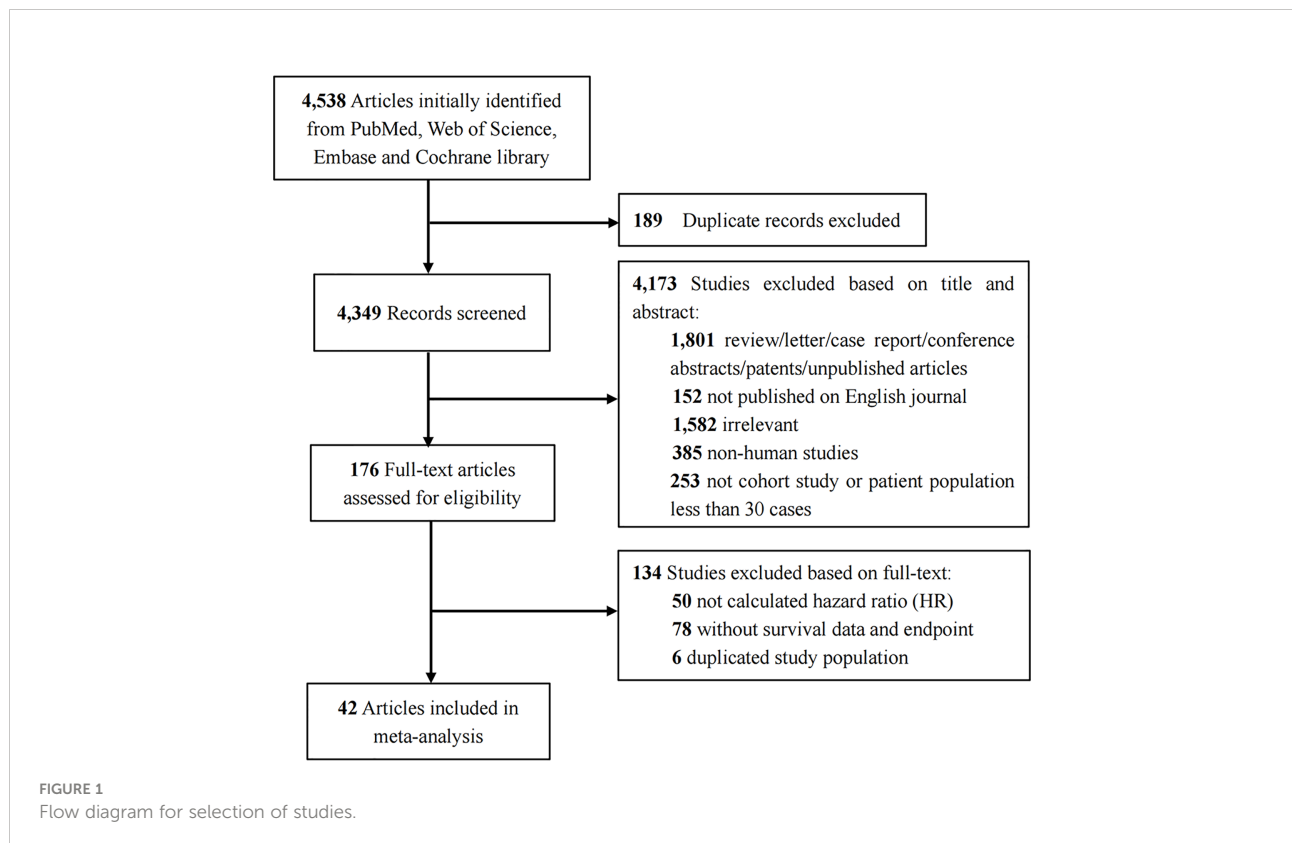 4,538 Articles initially identified
from PubMed, Web of Science,
Embase and Cochrane library
189 Duplicate records excluded
4,349 Records screened
4,173 Studies excluded based on title and
abstract:
1,801 review/letter/case report/conference
abstracts/patents/unpublished articles
152 not published on English journal
1,582 irrelevant
385 non-human studies
253 not cohort study or patient population
less than 30 cases
176 Full-text articles
assessed for eligibility
134 Studies excluded based on full-text:
50 not calculated hazard ratio (HR)
78 without survival data and endpoint
6 duplicated study population
42 Articles included in
meta-analysis
FIGURE 1
Flow diagram for selection of studies.